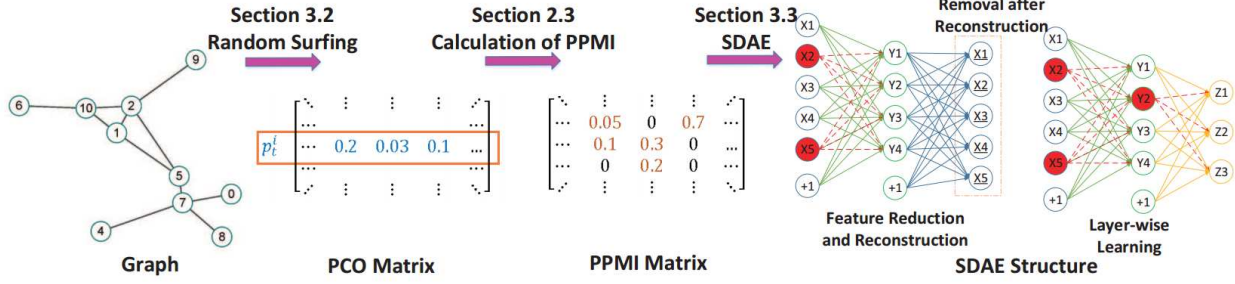 Section 3.2
Random Surfing
Section 2.3
Calculation of PPMI
Section 3.3
SDAE
Removal after
Reconstruction
9
6
10
2
1
5
7
0
4
8
Graph
p_t^i
0.2 0.03 0.1 ...
PCO Matrix
0.05 0 0.7
0.1 0.3 0 ...
0 0.2 0
PPMI Matrix
X1
X2
X3
X4
X5
+1
Y1
Y2
Y3
Y4
+1
X1
X2
X3
X4
X5
Feature Reduction
and Reconstruction
X1
X2
X3
X4
X5
+1
Y1
Y2
Y3
Y4
+1
Z1
Z2
Z3
Layer-wise
Learning
SDAE Structure